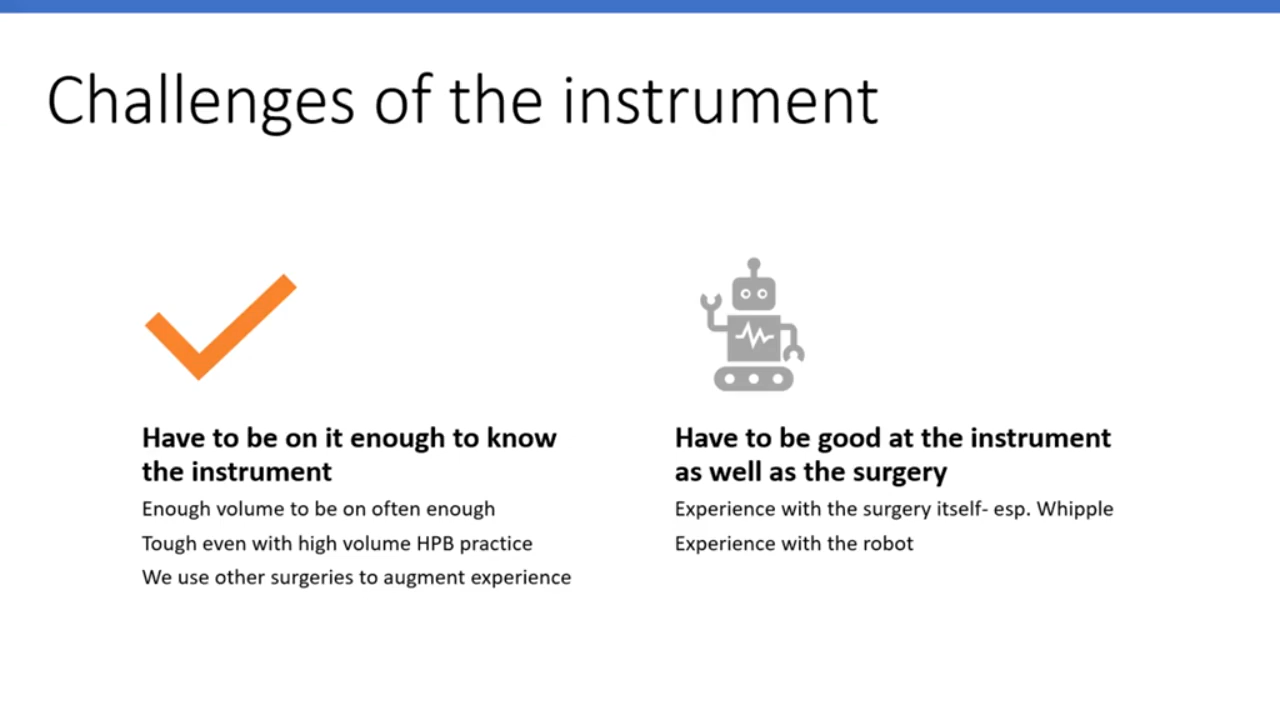 Challenges of the instrument
Have to be on it enough to know
the instrument
Enough volume to be on often enough
Tough even with high volume HPB practice
We use other surgeries to augment experience
Have to be good at the instrument
as well as the surgery
Experience with the surgery itself- esp. Whipple
Experience with the robot